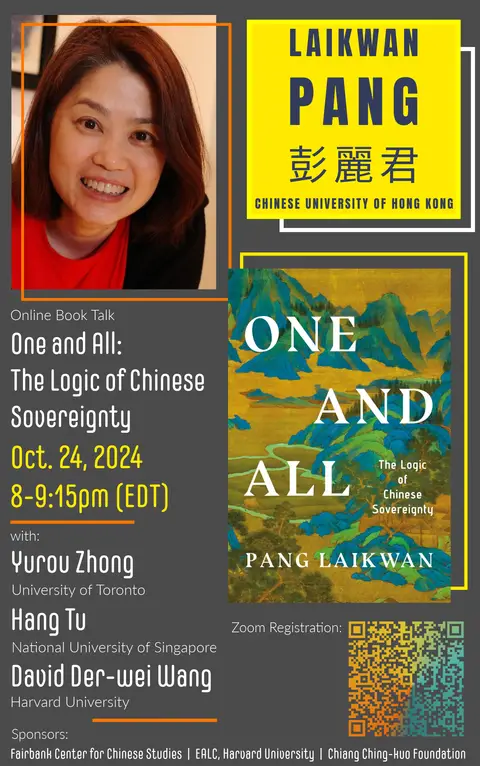 LAIKWAN
PANG
彭麗君
CHINESE UNIVERSITY OF HONG KONG
Online Book Talk
One and All:
The Logic of Chinese
Sovereignty
Oct. 24, 2024
8-9:15pm (EDT)
with:
Yurou Zhong
University of Toronto
Hang Tu
National University of Singapore
David Der-wei Wang
Harvard University
ONE
AND
ALL
The Logic
of
Chinese
Sovereignty
PANG LAIKWAN
Zoom Registration:
Sponsors:
Fairbank Center for Chinese Studies | EALC, Harvard University | Chiang Ching-kuo Foundation